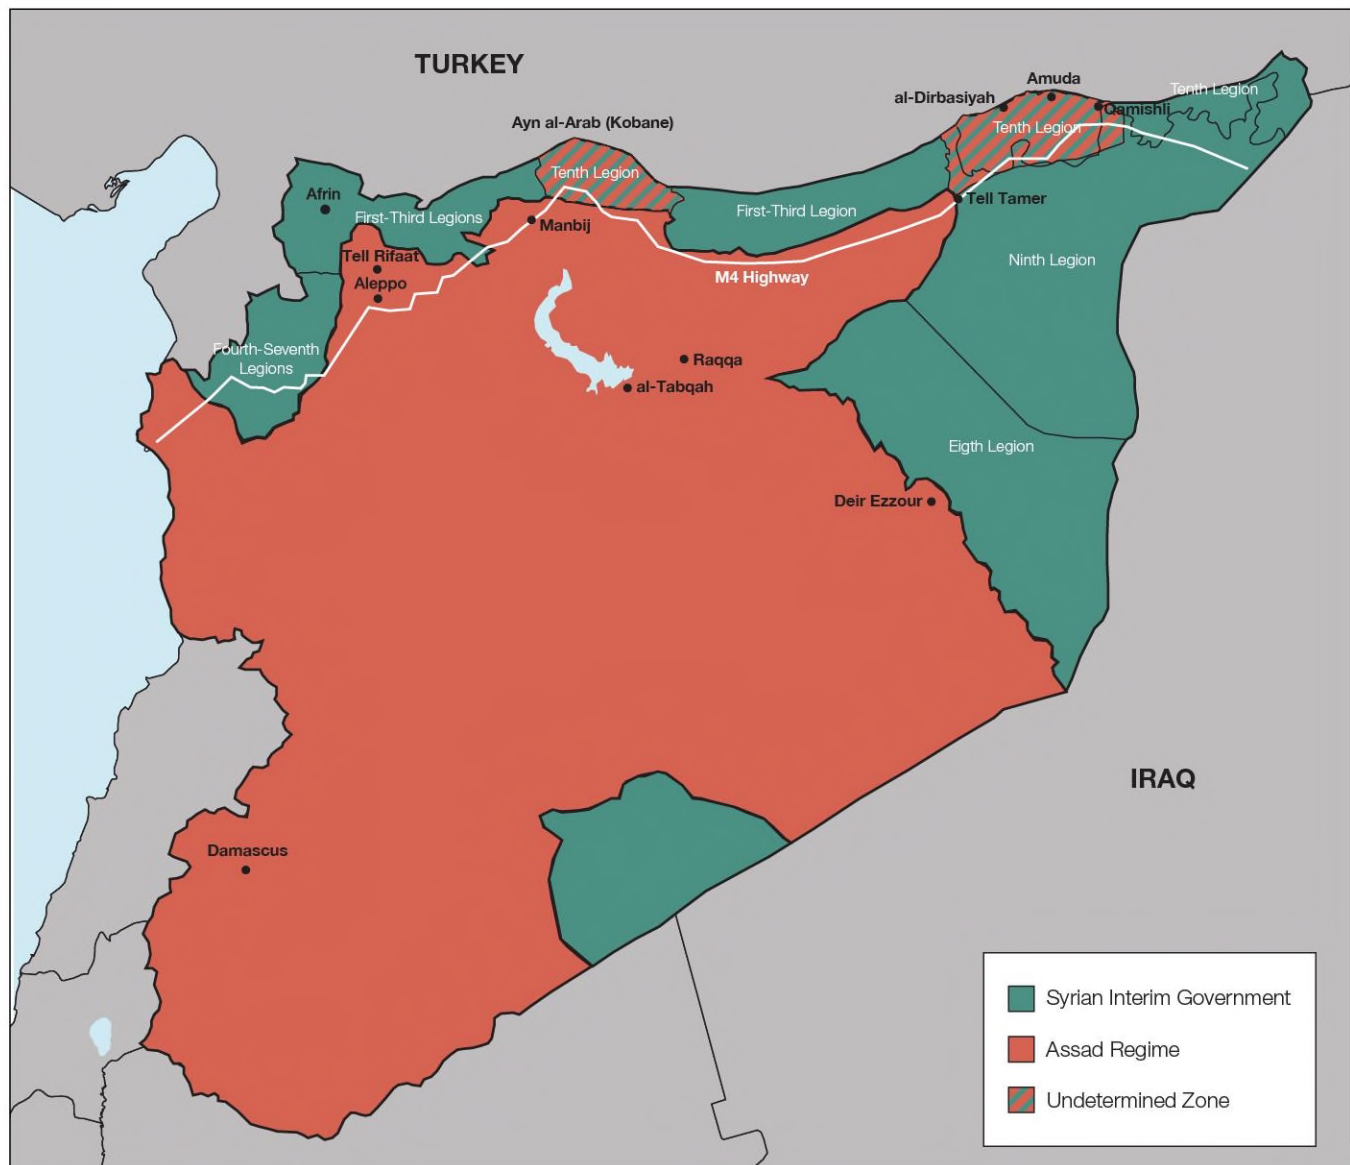 TURKEY
Amuda
al-Dirbasiyah
Tenth Legion
Qamishli
Ayn al-Arab (Kobane)
Tenth Legion
Tenth Legion
Afrin
First-Third Legions
First-Third Legion
Tell Tamer
Manbij
Tell Rifaat
Aleppo
M4 Highway
Ninth Legion
Fourth-Seventh
Legions
Raqqa
al-Tabqah
Eigth Legion
Deir Ezzour
IRAQ
Damascus
Syrian Interim Government
Assad Regime
Undetermined Zone